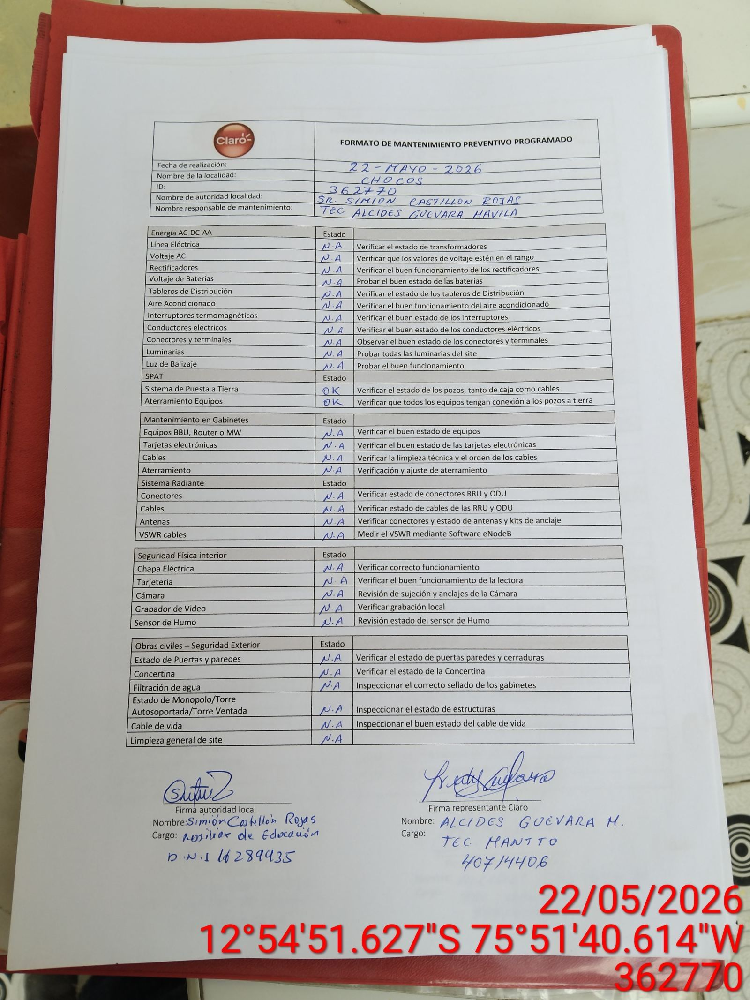 Claro
FORMATO DE MANTENIMIENTO PREVENTIVO PROGRAMADO
Fecha de realización: 22 - MAYO - 2026
Nombre de la localidad: CHOCOS
ID: 362770
Nombre de autoridad localidad: SR. SIMION CASTILLON ROJAS
Nombre responsable de mantenimiento: TEC ALCIDES GUEVARA MAVILA
Energía AC-DC-AA Estado
Línea Eléctrica N.A Verificar el estado de transformadores
Voltaje AC N.A Verificar que los valores de voltaje estén en el rango
Rectificadores N.A Verificar el buen funcionamiento de los rectificadores
Voltaje de Baterías N.A Probar el buen estado de las baterías
Tableros de Distribución N.A Verificar el estado de los tableros de Distribución
Aire Acondicionado N.A Verificar el buen funcionamiento del aire acondicionado
Interruptores termomagnéticos N.A Verificar el buen estado de los interruptores
Conductores eléctricos N.A Verificar el buen estado de los conductores eléctricos
Conectores y terminales N.A Observar el buen estado de los conectores y terminales
Luminarias N.A Probar todas las luminarias del site
Luz de Balizaje N.A Probar el buen funcionamiento
SPAT Estado
Sistema de Puesta a Tierra OK Verificar el estado de los pozos, tanto de caja como cables
Aterramiento Equipos OK Verificar que todos los equipos tengan conexión a los pozos a tierra
Mantenimiento en Gabinetes Estado
Equipos BBU, Router o MW N.A Verificar el buen estado de equipos
Tarjetas electrónicas N.A Verificar el buen estado de las tarjetas electrónicas
Cables N.A Verificar la limpieza técnica y el orden de los cables
Aterramiento N.A Verificación y ajuste de aterramiento
Sistema Radiante Estado
Conectores N.A Verificar estado de conectores RRU y ODU
Cables N.A Verificar estado de cables de las RRU y ODU
Antenas N.A Verificar conectores y estado de antenas y kits de anclaje
VSWR cables N.A Medir el VSWR mediante Software eNodeB
Seguridad Física interior Estado
Chapa Eléctrica N.A Verificar correcto funcionamiento
Tarjetería N.A Verificar el buen funcionamiento de la lectora
Cámara N.A Revisión de sujeción y anclajes de la Cámara
Grabador de Video N.A Verificar grabación local
Sensor de Humo N.A Revisión estado del sensor de Humo
Obras civiles – Seguridad Exterior Estado
Estado de Puertas y paredes N.A Verificar el estado de puertas paredes y cerraduras
Concertina N.A Verificar el estado de la Concertina
Filtración de agua N.A Inspeccionar el correcto sellado de los gabinetes
Estado de Monopolo/Torre
Autosoportada/Torre Ventada N.A Inspeccionar el estado de estructuras
Cable de vida N.A Inspeccionar el buen estado del cable de vida
Limpieza general de site N.A
Firma autoridad local Firma representante Claro
Nombre: Simión Castillón Rojas Nombre: ALCIDES GUEVARA M.
Cargo: Auxiliar de Educación Cargo: TEC. MANTTO
D.N.I 16289935 40714406
22/05/2026
12°54'51.627"S 75°51'40.614"W
362770